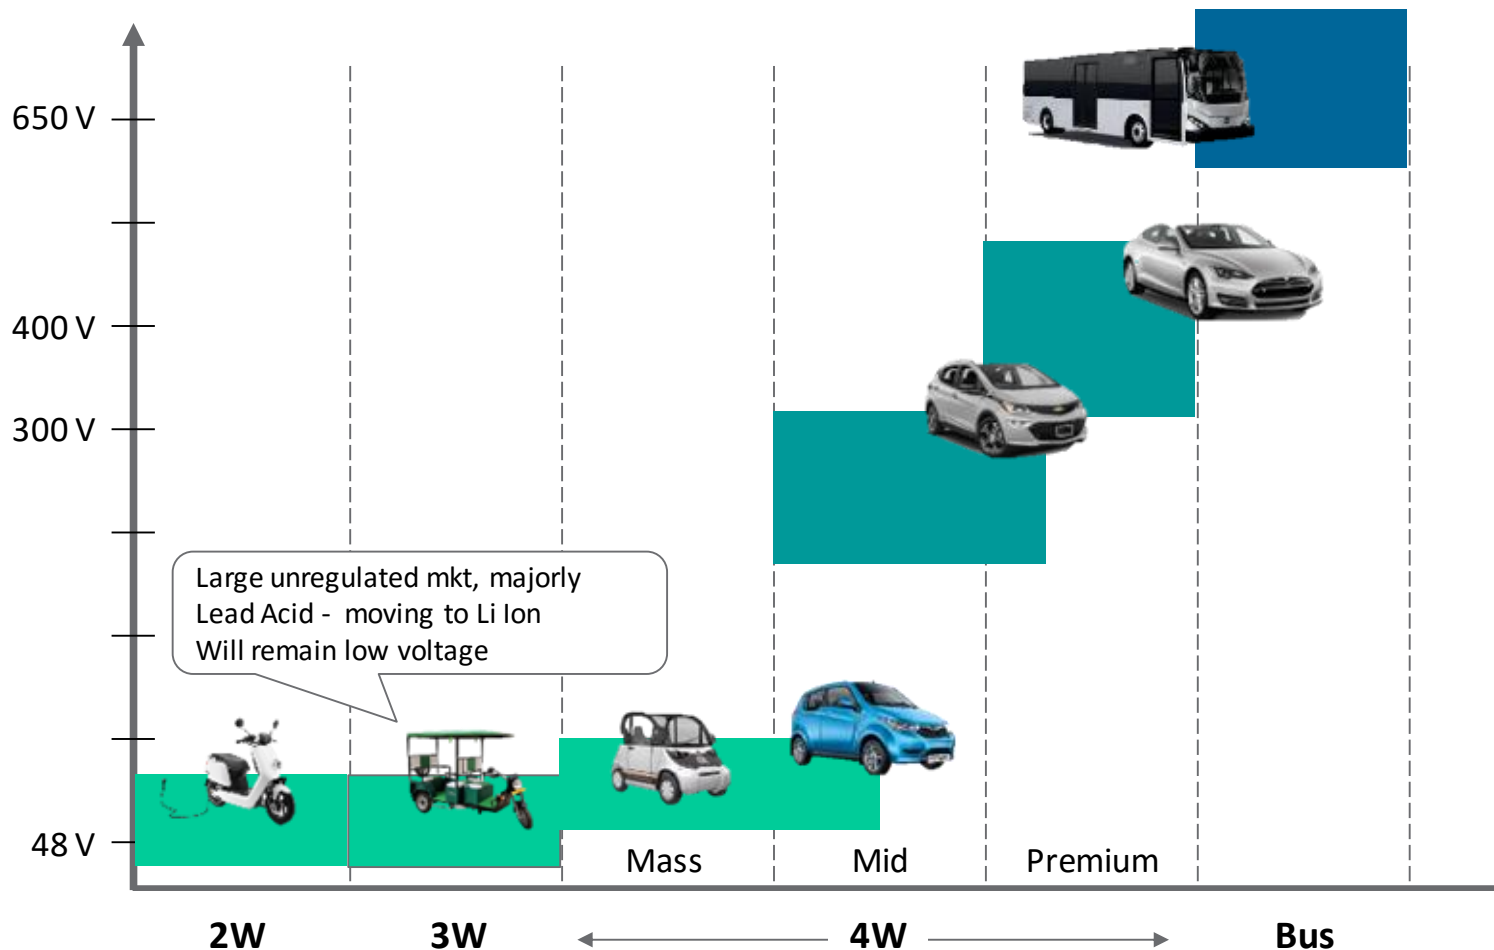 650 V
400 V
300 V
Large unregulated mkt, majorly
Lead Acid - moving to Li Ion
Will remain low voltage
48 V
Mass
Mid
Premium
2W
3W
4W
Bus